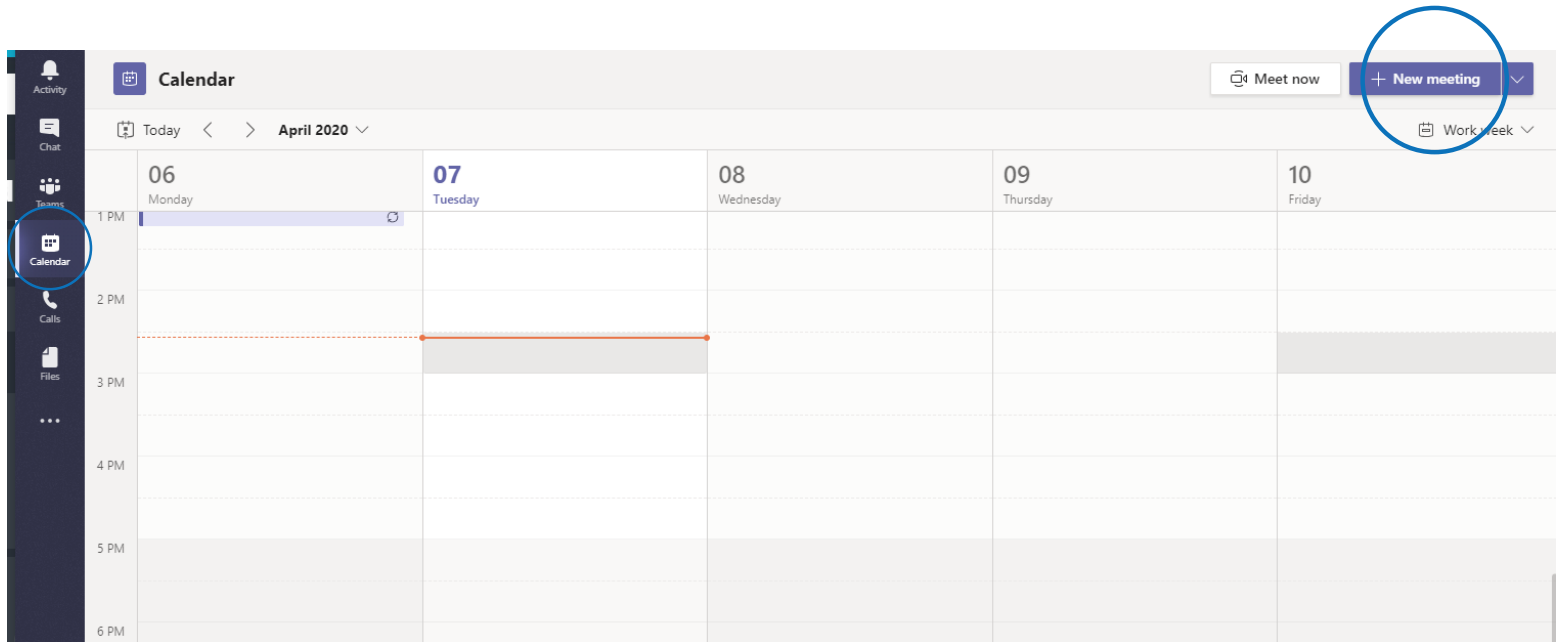 Activity
Chat
Teams
Calendar
Calls
Files
Calendar
Meet now
New meeting
Today
April 2020
Work week
06
Monday
07
Tuesday
08
Wednesday
09
Thursday
10
Friday
1 PM
2 PM
3 PM
4 PM
5 PM
6 PM